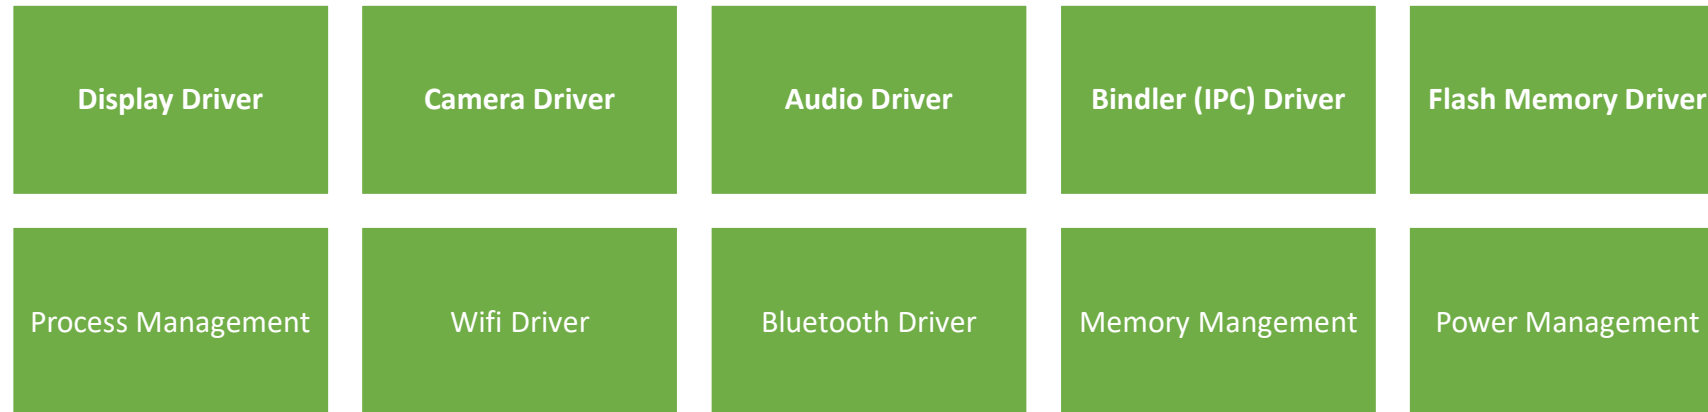 Display Driver
Camera Driver
Audio Driver
Bindler (IPC) Driver
Flash Memory Driver
Process Management
Wifi Driver
Bluetooth Driver
Memory Mangement
Power Management